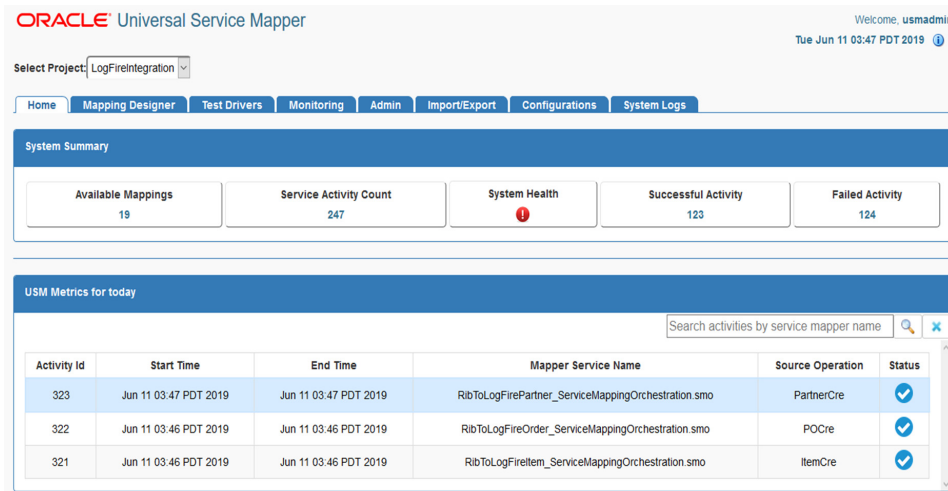 ORACLE® Universal Service Mapper
Welcome, usmadmin
Tue Jun 11 03:47 PDT 2019
Select Project: LogFireIntegration
Home Mapping Designer Test Drivers Monitoring Admin Import/Export Configurations System Logs
System Summary
Available Mappings Service Activity Count System Health Successful Activity Failed Activity
19 247 123 124
USM Metrics for today
Search activities by service mapper name
Activity Id Start Time End Time Mapper Service Name Source Operation Status
323 Jun 11 03:47 PDT 2019 Jun 11 03:47 PDT 2019 RibToLogFirePartner_ServiceMappingOrchestration.smo PartnerCre
322 Jun 11 03:46 PDT 2019 Jun 11 03:46 PDT 2019 RibToLogFireOrder_ServiceMappingOrchestration.smo POCre
321 Jun 11 03:46 PDT 2019 Jun 11 03:46 PDT 2019 RibToLogFireItem_ServiceMappingOrchestration.smo ItemCre